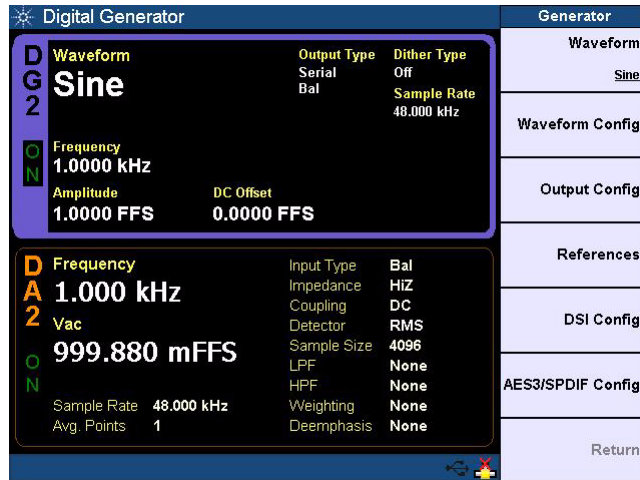 Digital Generator
DG2
ON
Waveform
Sine
Output Type
Serial
Bal
Dither Type
Off
Sample Rate
48.000 kHz
Frequency
1.0000 kHz
Amplitude
1.0000 FFS
DC Offset
0.0000 FFS
DA2
ON
Frequency
1.000 kHz
Vac
999.880 mFFS
Sample Rate 48.000 kHz
Avg. Points 1
Input Type Bal
Impedance HiZ
Coupling DC
Detector RMS
Sample Size 4096
LPF None
HPF None
Weighting None
Deemphasis None
Generator
Waveform
Sine
Waveform Config
Output Config
References
DSI Config
AES3/SPDIF Config
Return